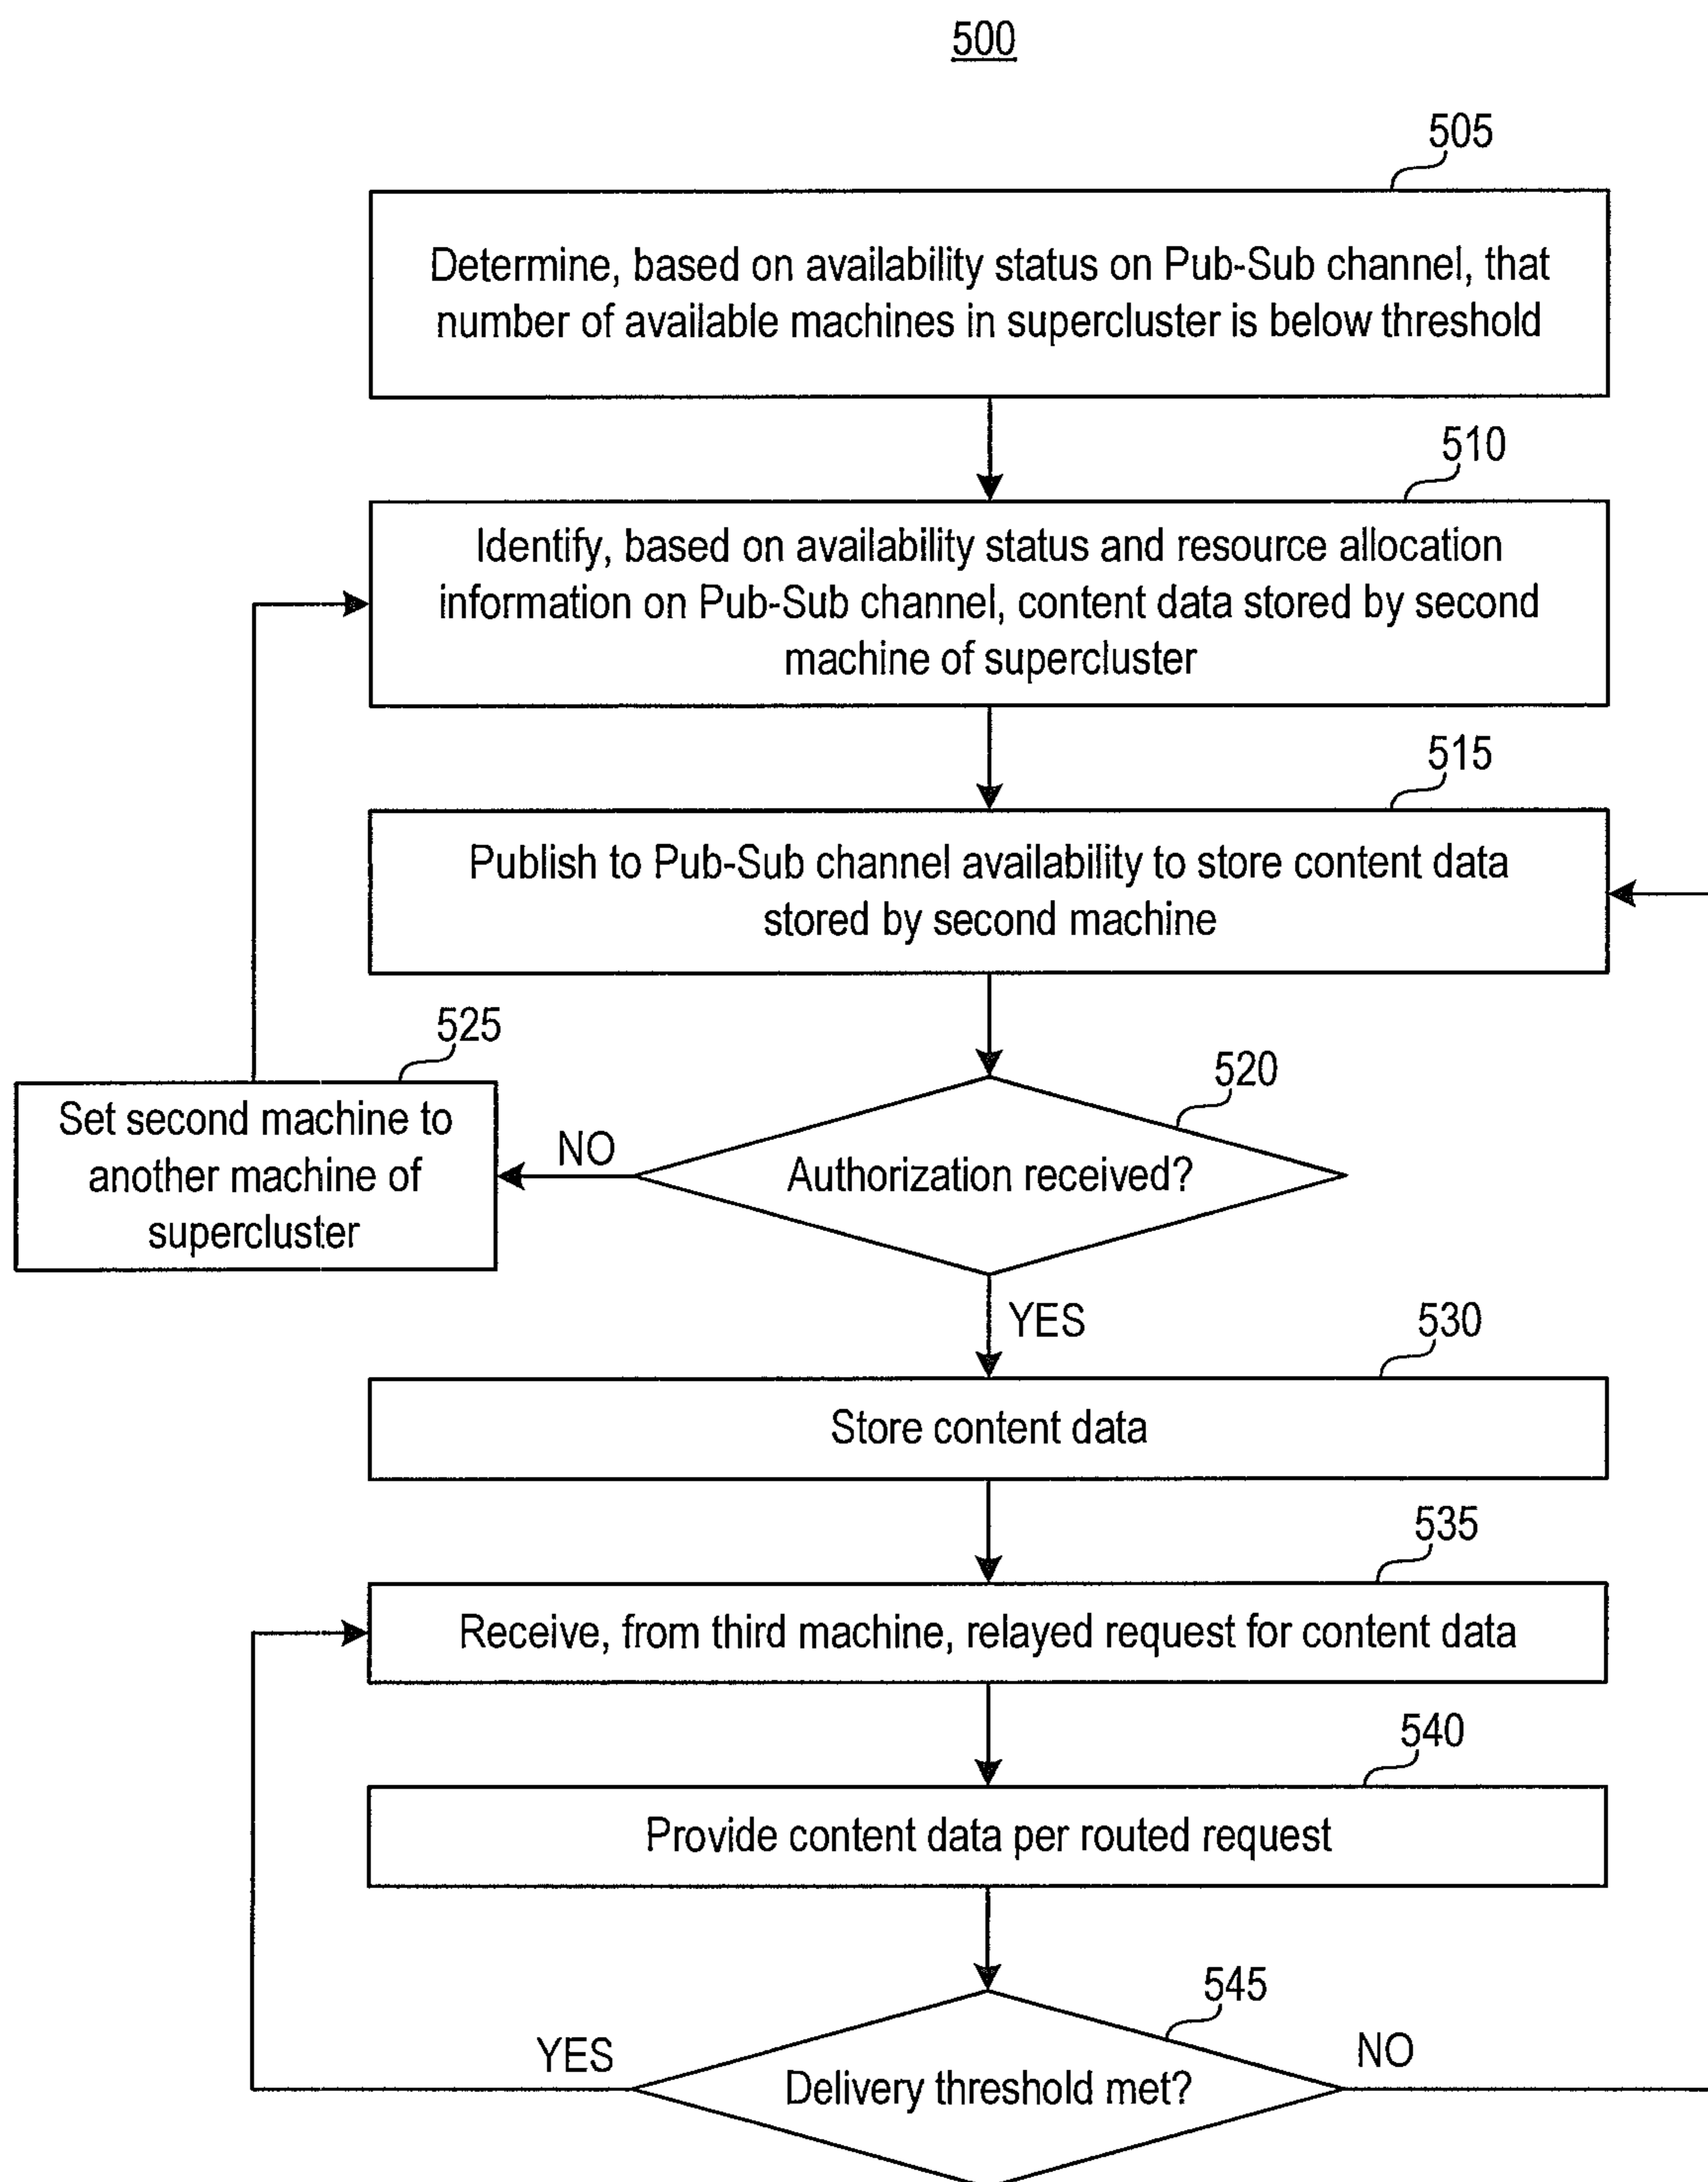 500
505
Determine, based on availability status on Pub-Sub channel, that
number of available machines in supercluster is below threshold
510
Identify, based on availability status and resource allocation
information on Pub-Sub channel, content data stored by second
machine of supercluster
515
Publish to Pub-Sub channel availability to store content data
stored by second machine
525
Set second machine to
another machine of
supercluster
NO
520
Authorization received?
YES
530
Store content data
535
Receive, from third machine, relayed request for content data
540
Provide content data per routed request
545
YES
Delivery threshold met?
NO